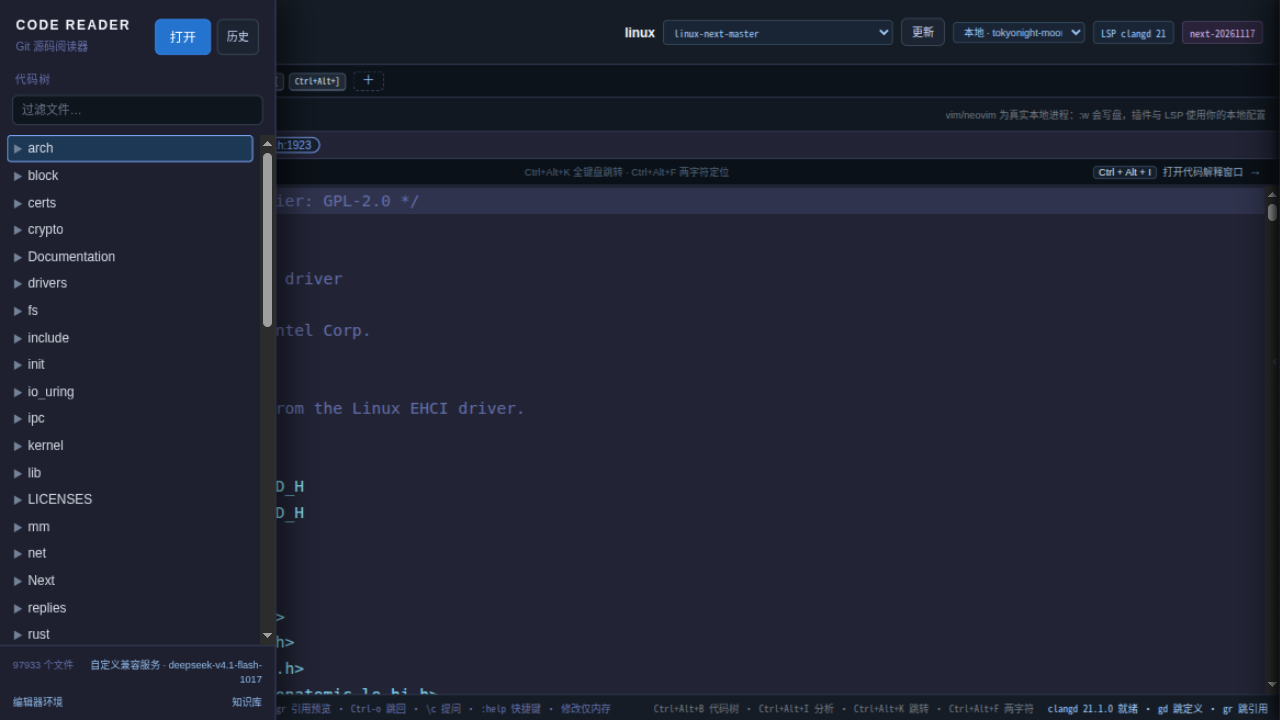 CODE READER
Git 源码阅读器
打开
历史
代码树
过滤文件…
arch
block
certs
crypto
Documentation
drivers
fs
include
init
io_uring
ipc
kernel
lib
LICENSES
mm
net
Next
replies
rust
97933 个文件
自定义兼容服务 · deepseek-v4.1-flash-
1017
编辑器环境
知识库
linux
linux-next-master
更新
本地 · tokyonight-moon
LSP clangd 21
next-20261117
Ctrl+Alt+]
+
vim/neovim 为真实本地进程：:w 会写盘，插件与 LSP 使用你的本地配置
h:1923
Ctrl+Alt+K 全键盘跳转 · Ctrl+Alt+F 两字符定位
Ctrl + Alt + I 打开代码解释窗口 →
ier: GPL-2.0 */
driver
ntel Corp.
rom the Linux EHCI driver.
D_H
D_H
>
h>
.h>
gr 引用预览 · Ctrl-o 跳回 · \c 提问 · :help 快捷键 · 修改仅内存
Ctrl+Alt+B 代码树 · Ctrl+Alt+I 分析 · Ctrl+Alt+K 跳转 · Ctrl+Alt+F 两字符
clangd 21.1.0 就绪 · gd 跳定义 · gr 跳引用